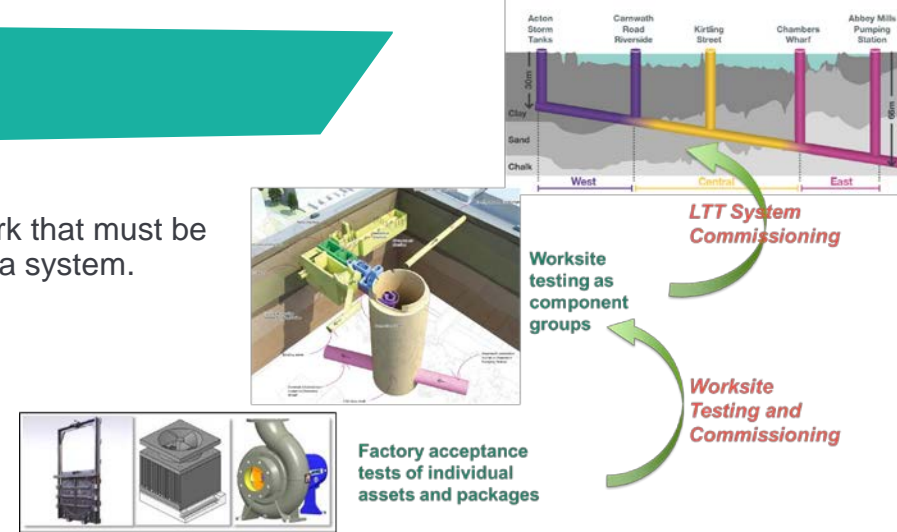 Acton Storm Tanks
Carnwath Road Riverside
Kirtling Street
Chambers Wharf
Abbey Mills Pumping Station
30m
66m
Clay
Sand
Chalk
West
Central
East
rk that must be
a system.
LTT System
Commissioning
Worksite
testing as
component
groups
Worksite
Testing and
Commissioning
Factory acceptance
tests of individual
assets and packages